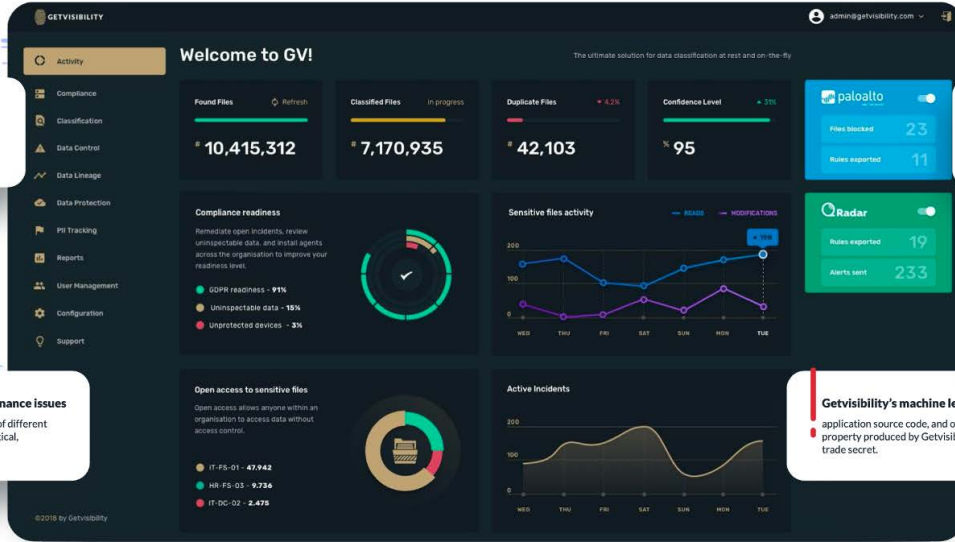 GETVISIBILITY
admin@getvisibility.com
Activity
Compliance
Classification
Data Control
Data Lineage
Data Protection
PII Tracking
Reports
User Management
Configuration
Support
©2018 by Getvisibility
Welcome to GV!
The ultimate solution for data classification at rest and on-the-fly
Found Files Refresh
# 10,415,312
Classified Files in progress
# 7,170,935
Duplicate Files 4,2%
# 42,103
Confidence Level 31%
% 95
paloalto
Files blocked 23
Rules exported 11
QRadar
Rules exported 19
Alerts sent 233
Compliance readiness
Remediate open incidents, review
uninspectable data, and install agents
across the organisation to improve your
readiness level.
GDPR readiness - 91%
Uninspectable data - 15%
Unprotected devices - 3%
Sensitive files activity READS MODIFICATIONS
200
100
0
WED THU FRI SAT SUN MON TUE
Open access to sensitive files
Open access allows anyone within an
organisation to access data without
access control.
IT-FS-01 - 47.942
HR-FS-03 - 9.736
IT-DC-02 - 2.475
Active Incidents
200
100
0
WED THU FRI SAT SUN MON TUE
nance issues
of different
tical,
Getvisibility's machine le
application source code, and o
property produced by Getvisib
trade secret.